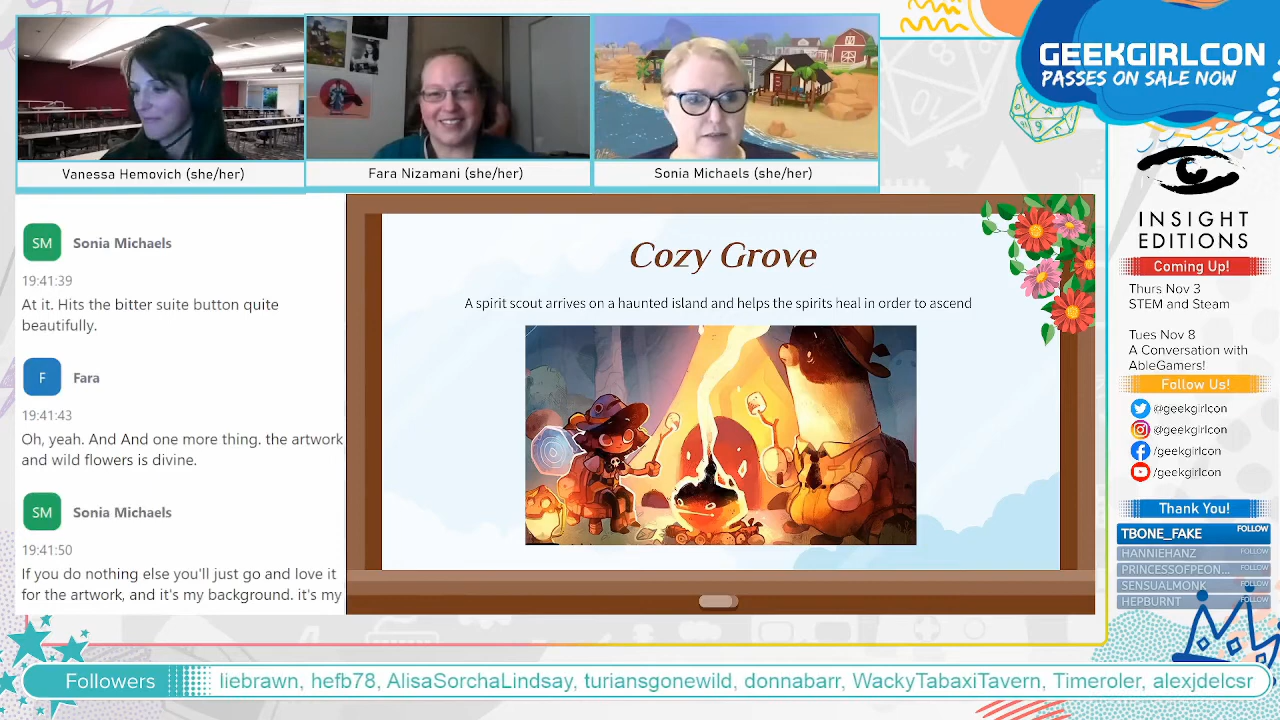 GEEKGIRLCON
PASSES ON SALE NOW
Vanessa Hemovich (she/her)
Fara Nizamani (she/her)
Sonia Michaels (she/her)
SM
Sonia Michaels
19:41:39
At it. Hits the bitter suite button quite
beautifully.
F
Fara
19:41:43
Oh, yeah. And And one more thing. the artwork
and wild flowers is divine.
SM
Sonia Michaels
19:41:50
If you do nothing else you'll just go and love it
for the artwork, and it's my background. it's my
Cozy Grove
A spirit scout arrives on a haunted island and helps the spirits heal in order to ascend
INSIGHT
EDITIONS
Coming Up!
Thurs Nov 3
STEM and Steam
Tues Nov 8
A Conversation with
AbleGamers!
Follow Us!
@geekgirlcon
@geekgirlcon
/geekgirlcon
/geekgirlcon
Thank You!
TBONE_FAKE FOLLOW
HANNIEHANZ FOLLOW
PRINCESSOFPEON... FOLLOW
SENSUALMONK FOLLOW
HEPBURNT FOLLOW
Followers
liebrawn, hefb78, AlisaSorchaLindsay, turiansgonewild, donnabarr, WackyTabaxiTavern, Timeroler, alexjdelcsr